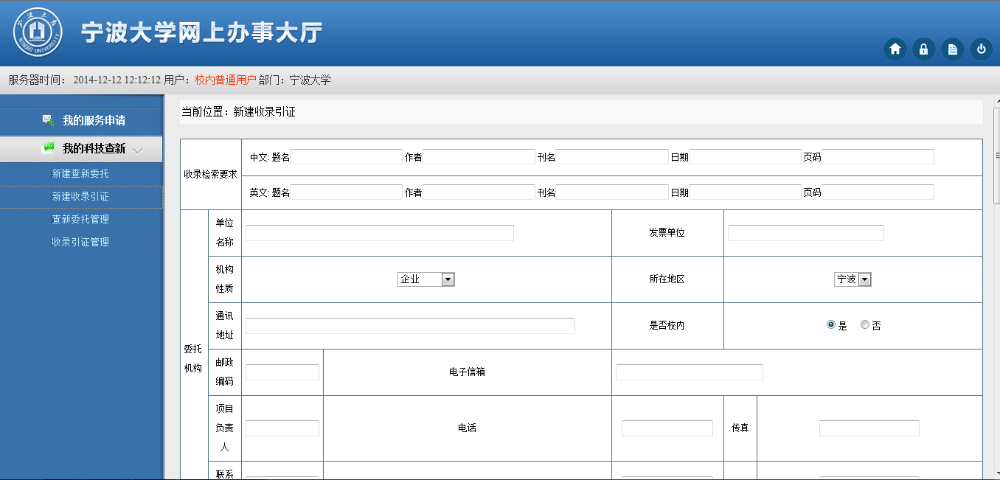 宁波大学网上办事大厅
NINGBO UNIVERSITY
服务器时间： 2014-12-12 12:12:12 用户：校内普通用户 部门：宁波大学
我的服务申请
我的科技查新
新建查新委托
新建收录引证
查新委托管理
收录引证管理
当前位置：新建收录引证
收录检索要求
中文: 题名 作者 刊名 日期 页码
英文: 题名 作者 刊名 日期 页码
委托
机构
单位
名称
发票单位
机构
性质
企业
所在地区
宁波
通讯
地址
是否校内
是 否
邮政
编码
电子信箱
项目
负责
人
电话
传真
联系